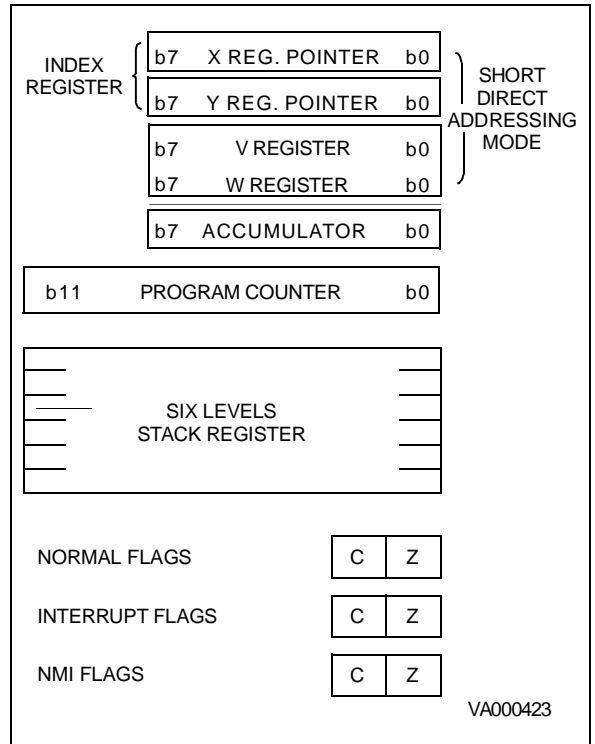 INDEX
REGISTER
b7 X REG. POINTER b0
b7 Y REG. POINTER b0
SHORT
DIRECT
ADDRESSING
MODE
b7 V REGISTER b0
b7 W REGISTER b0
b7 ACCUMULATOR b0
b11 PROGRAM COUNTER b0
SIX LEVELS
STACK REGISTER
NORMAL FLAGS C Z
INTERRUPT FLAGS C Z
NMI FLAGS C Z
VA000423